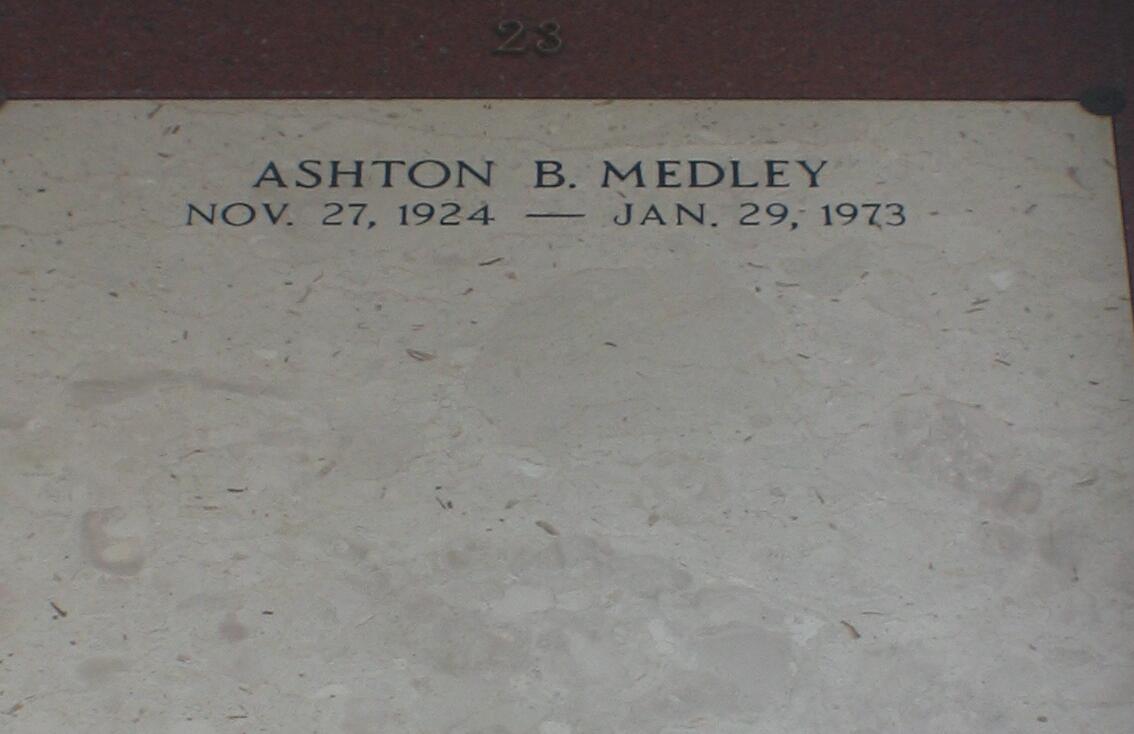 23
ASHTON B. MEDLEY
NOV. 27, 1924 — JAN. 29, 1973